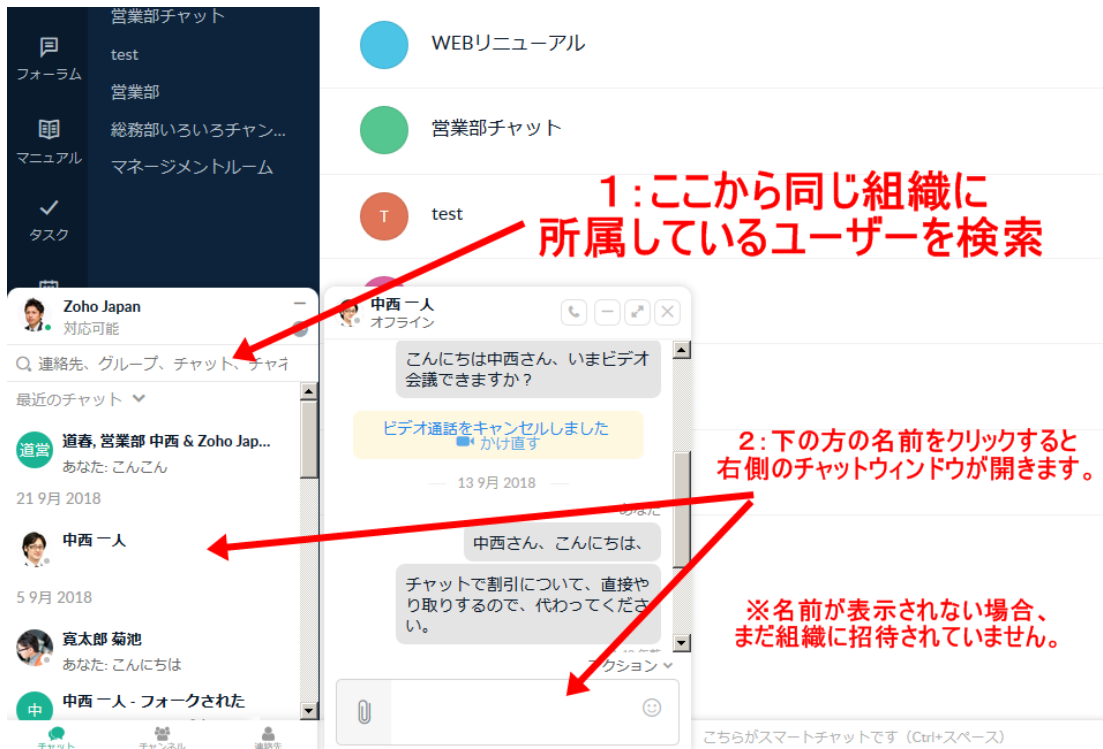 営業部チャット
フォーラム
test
営業部
マニュアル
総務部いろいろチャン...
マネージメントルーム
タスク
WEBリニューアル
営業部チャット
T
test
1:ここから同じ組織に
所属しているユーザーを検索
Zoho Japan
対応可能
連絡先、グループ、チャット、チャネ
最近のチャット
道営
道春, 営業部 中西 & Zoho Jap...
あなた: こんこん
21 9月 2018
中西 一人
5 9月 2018
寛太郎 菊池
あなた: こんにちは
中
中西 一人 - フォークされた
チャット
チャンネル
連絡先
中西 一人
オフライン
こんにちは中西さん、いまビデオ
会議できますか?
ビデオ通話をキャンセルしました
かけ直す
13 9月 2018
あなた
中西さん、こんにちは、
チャットで割引について、直接や
り取りするので、代わってくださ
い。
アクション
2:下の方の名前をクリックすると
右側のチャットウィンドウが開きます。
※名前が表示されない場合、
まだ組織に招待されていません。
こちらがスマートチャットです (Ctrl+スペース)